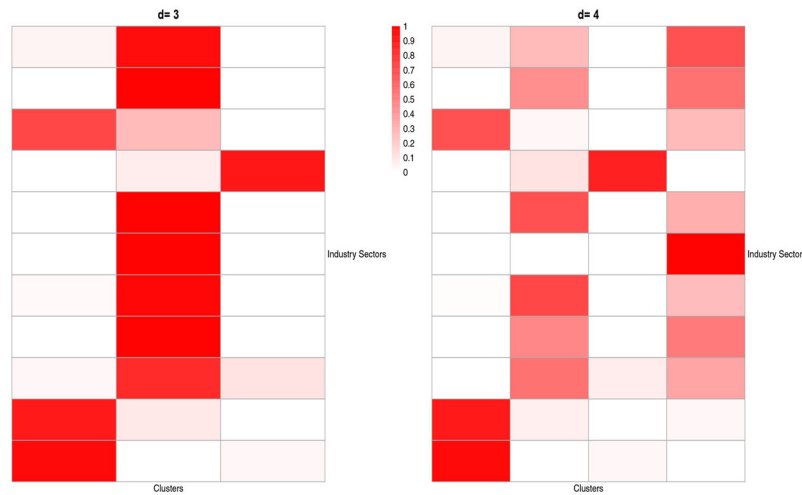 d= 3
d= 4
1
0.9
0.8
0.7
0.6
0.5
0.4
0.3
0.2
0.1
0
Industry Sectors
Industry Sector
Clusters
Clusters